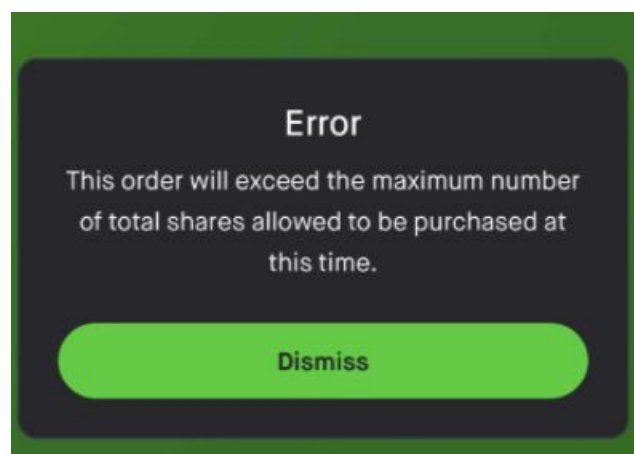 Error
This order will exceed the maximum number
of total shares allowed to be purchased at
this time.
Dismiss